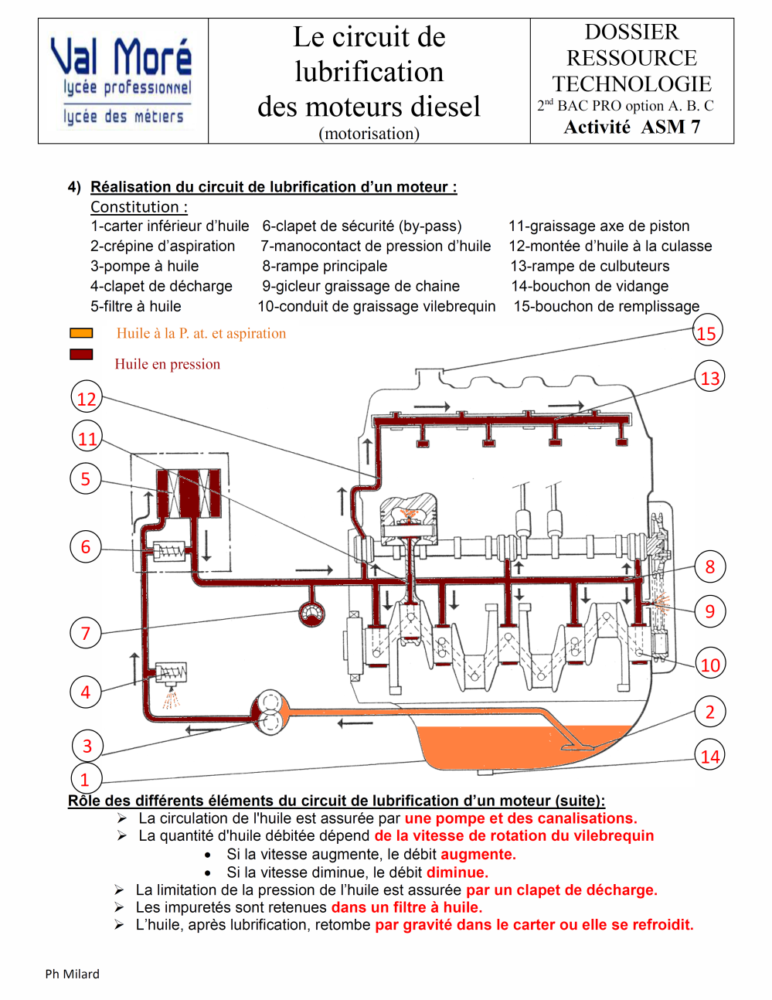 Val Moré
lycée professionnel
lycée des métiers
Le circuit de
lubrification
des moteurs diesel
(motorisation)
DOSSIER
RESSOURCE
TECHNOLOGIE
2nd BAC PRO option A. B. C
Activité ASM 7
4) Réalisation du circuit de lubrification d’un moteur :
Constitution :
1-carter inférieur d’huile 6-clapet de sécurité (by-pass) 11-graissage axe de piston
2-crépine d’aspiration 7-manocontact de pression d’huile 12-montée d’huile à la culasse
3-pompe à huile 8-rampe principale 13-rampe de culbuteurs
4-clapet de décharge 9-gicleur graissage de chaine 14-bouchon de vidange
5-filtre à huile 10-conduit de graissage vilebrequin 15-bouchon de remplissage
Huile à la P. at. et aspiration
Huile en pression
15
13
12
11
5
6
8
7
9
10
4
2
3
14
1
Rôle des différents éléments du circuit de lubrification d’un moteur (suite):
➢ La circulation de l'huile est assurée par une pompe et des canalisations.
➢ La quantité d'huile débitée dépend de la vitesse de rotation du vilebrequin
• Si la vitesse augmente, le débit augmente.
• Si la vitesse diminue, le débit diminue.
➢ La limitation de la pression de l’huile est assurée par un clapet de décharge.
➢ Les impuretés sont retenues dans un filtre à huile.
➢ L’huile, après lubrification, retombe par gravité dans le carter ou elle se refroidit.
Ph Milard